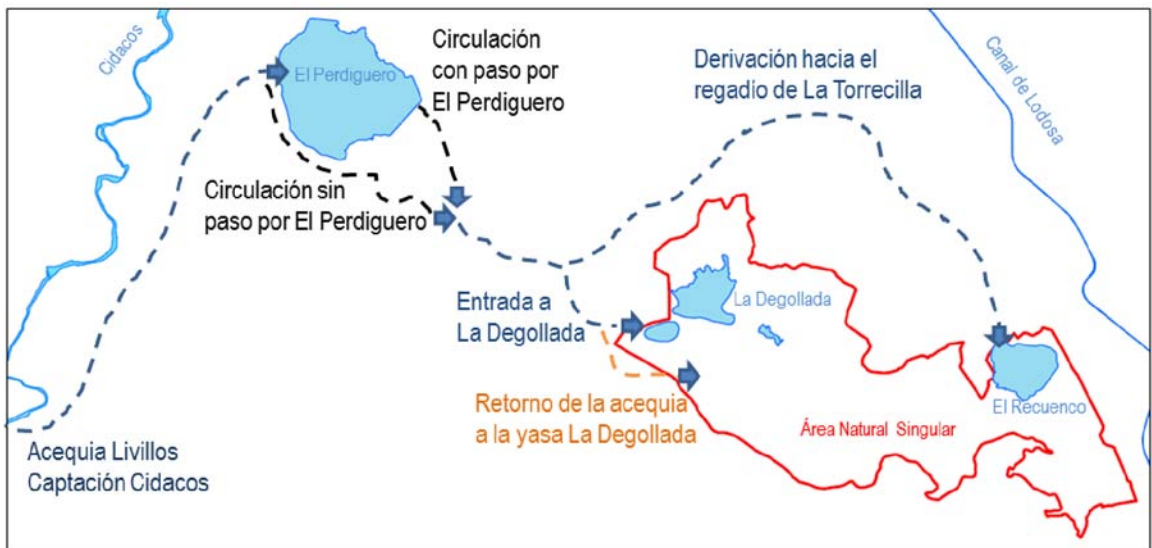 Cidacos
El Perdiguero
Circulación
con paso por
El Perdiguero
Derivación hacia el
regadío de La Torrecilla
Canal de Lodosa
Circulación sin
paso por El Perdiguero
Entrada a
La Degollada
La Degollada
Retorno de la acequia
a la yasa La Degollada
El Recuenco
Área Natural Singular
Acequia Livillos
Captación Cidacos